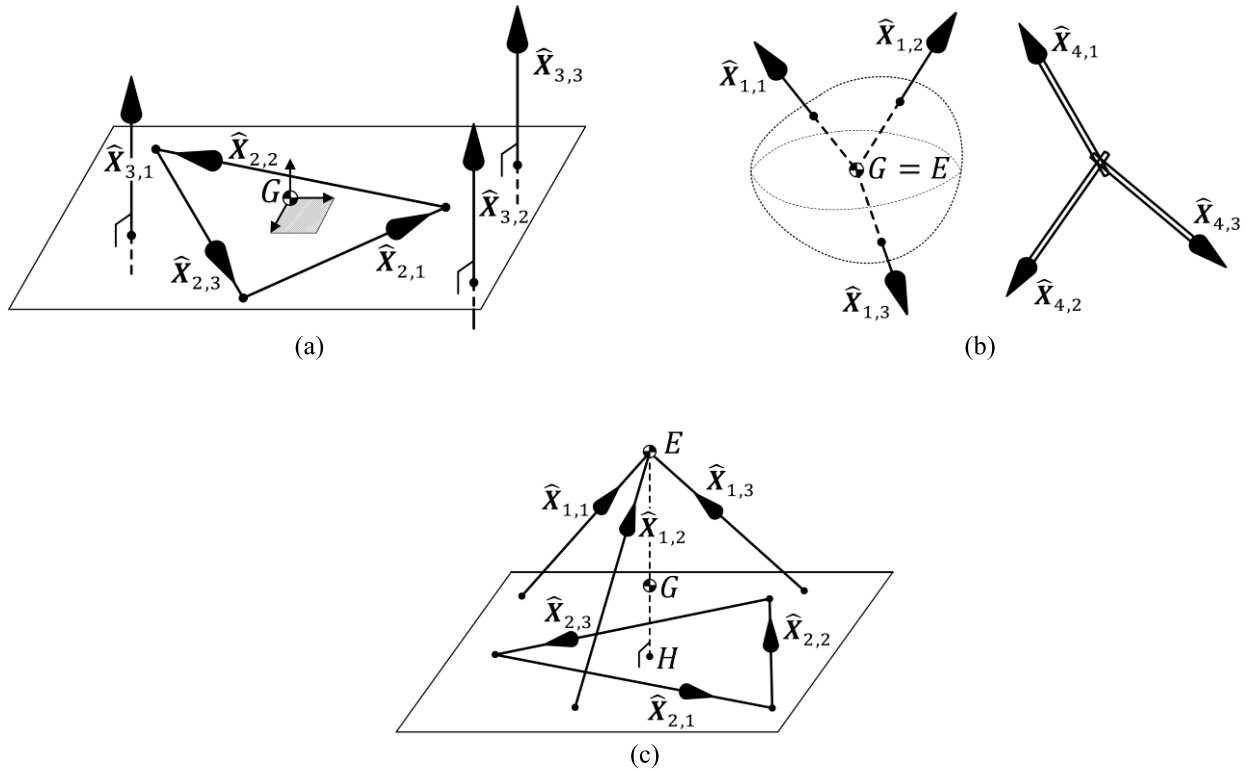 X̂3,3
X̂3,1
X̂2,2
G
X̂3,2
X̂2,3
X̂2,1
(a)
X̂1,1
X̂1,2
G = E
X̂1,3
X̂4,1
X̂4,3
X̂4,2
(b)
E
X̂1,1
X̂1,3
X̂1,2
G
X̂2,3
X̂2,2
H
X̂2,1
(c)